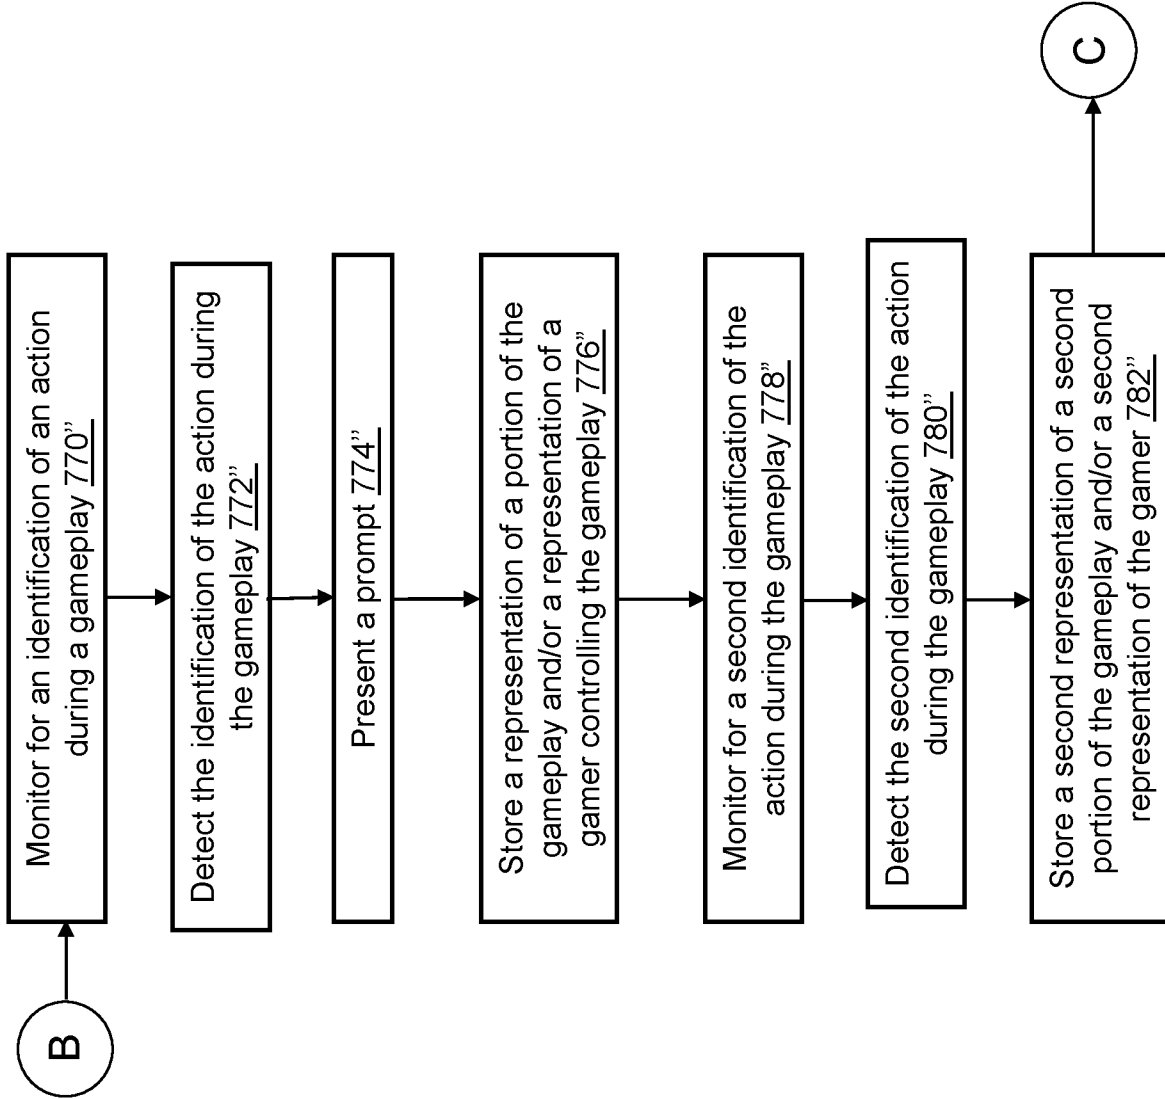 B
Monitor for an identification of an action
during a gameplay 770”
Detect the identification of the action during
the gameplay 772”
Present a prompt 774”
Store a representation of a portion of the
gameplay and/or a representation of a
gamer controlling the gameplay 776”
Monitor for a second identification of the
action during the gameplay 778”
Detect the second identification of the action
during the gameplay 780”
Store a second representation of a second
portion of the gameplay and/or a second
representation of the gamer 782”
C